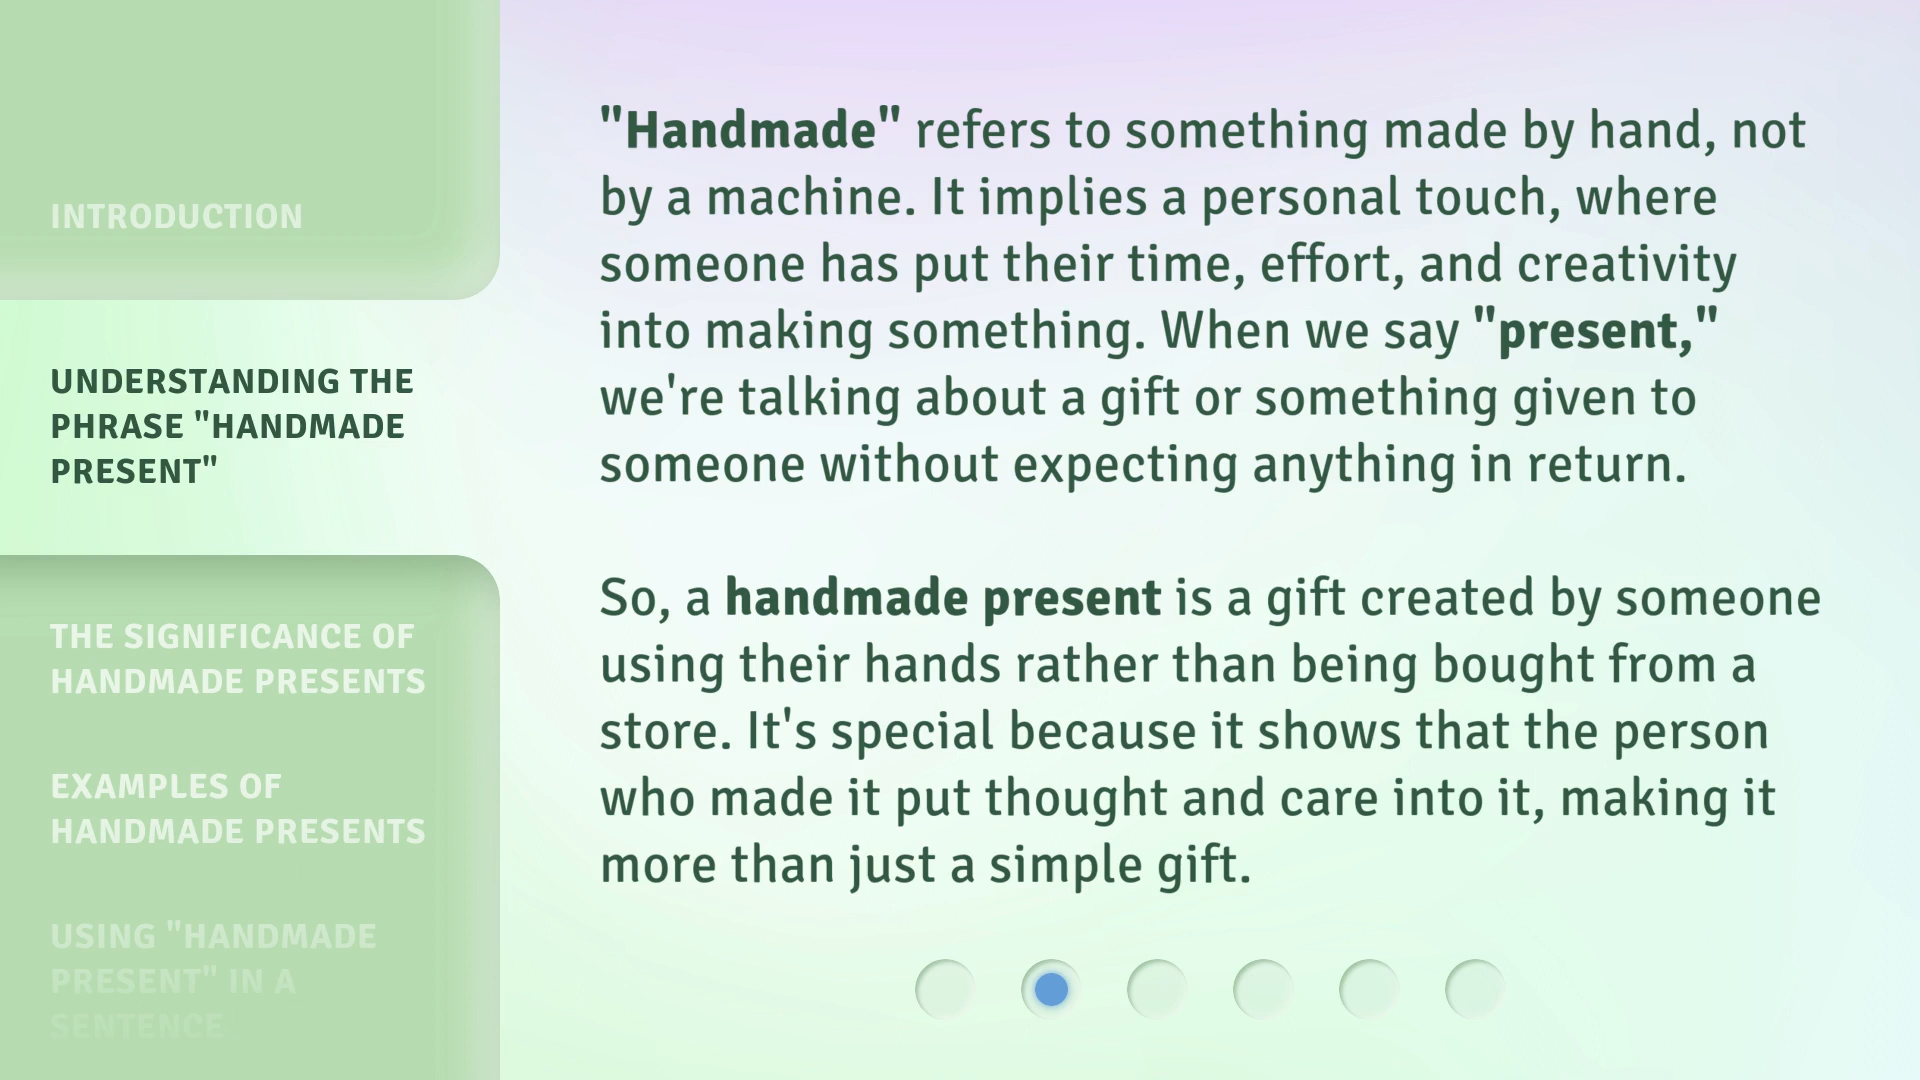 INTRODUCTION
UNDERSTANDING THE
PHRASE "HANDMADE
PRESENT"
THE SIGNIFICANCE OF
HANDMADE PRESENTS
EXAMPLES OF
HANDMADE PRESENTS
USING "HANDMADE
PRESENT" IN A
SENTENCE
"Handmade" refers to something made by hand, not
by a machine. It implies a personal touch, where
someone has put their time, effort, and creativity
into making something. When we say "present,"
we're talking about a gift or something given to
someone without expecting anything in return.
So, a handmade present is a gift created by someone
using their hands rather than being bought from a
store. It's special because it shows that the person
who made it put thought and care into it, making it
more than just a simple gift.